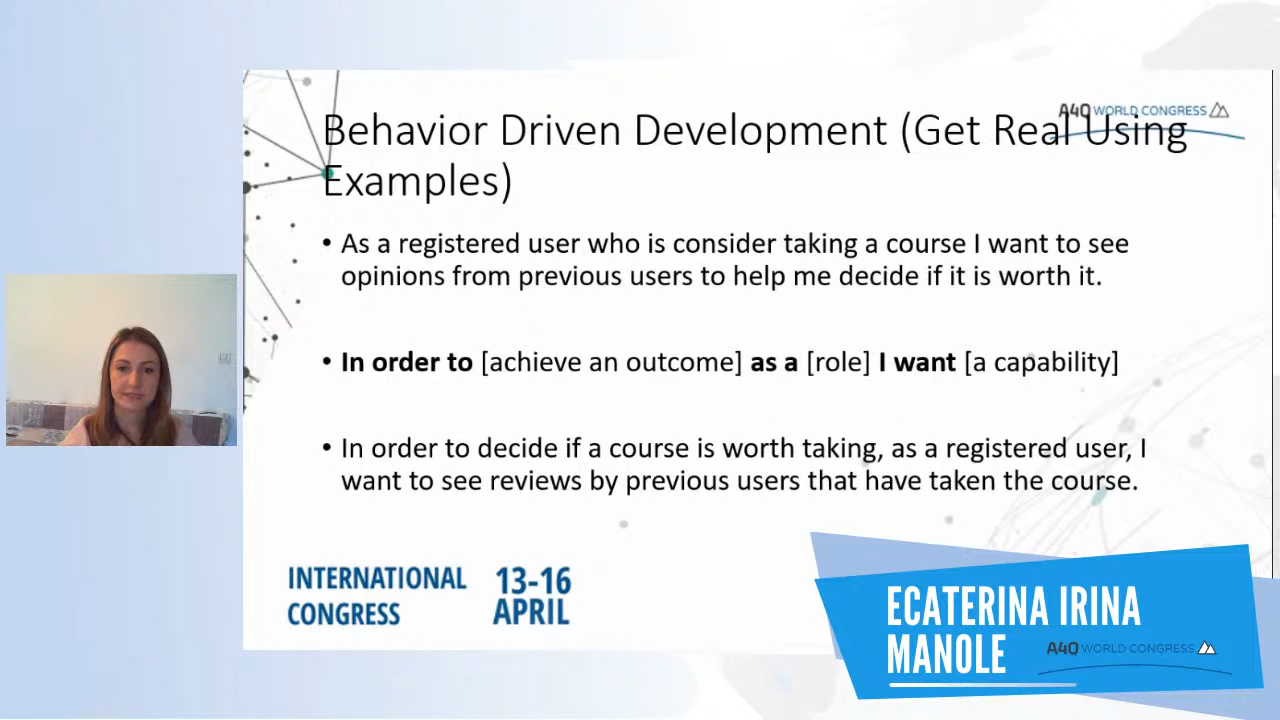 Behavior Driven Development (Get Real Using
Examples)
A4Q WORLD CONGRESS
• As a registered user who is consider taking a course I want to see
opinions from previous users to help me decide if it is worth it.
• In order to [achieve an outcome] as a [role] I want [a capability]
• In order to decide if a course is worth taking, as a registered user, I
want to see reviews by previous users that have taken the course.
INTERNATIONAL
CONGRESS
13-16
APRIL
ECATERINA IRINA
MANOLE
A4Q WORLD CONGRESS